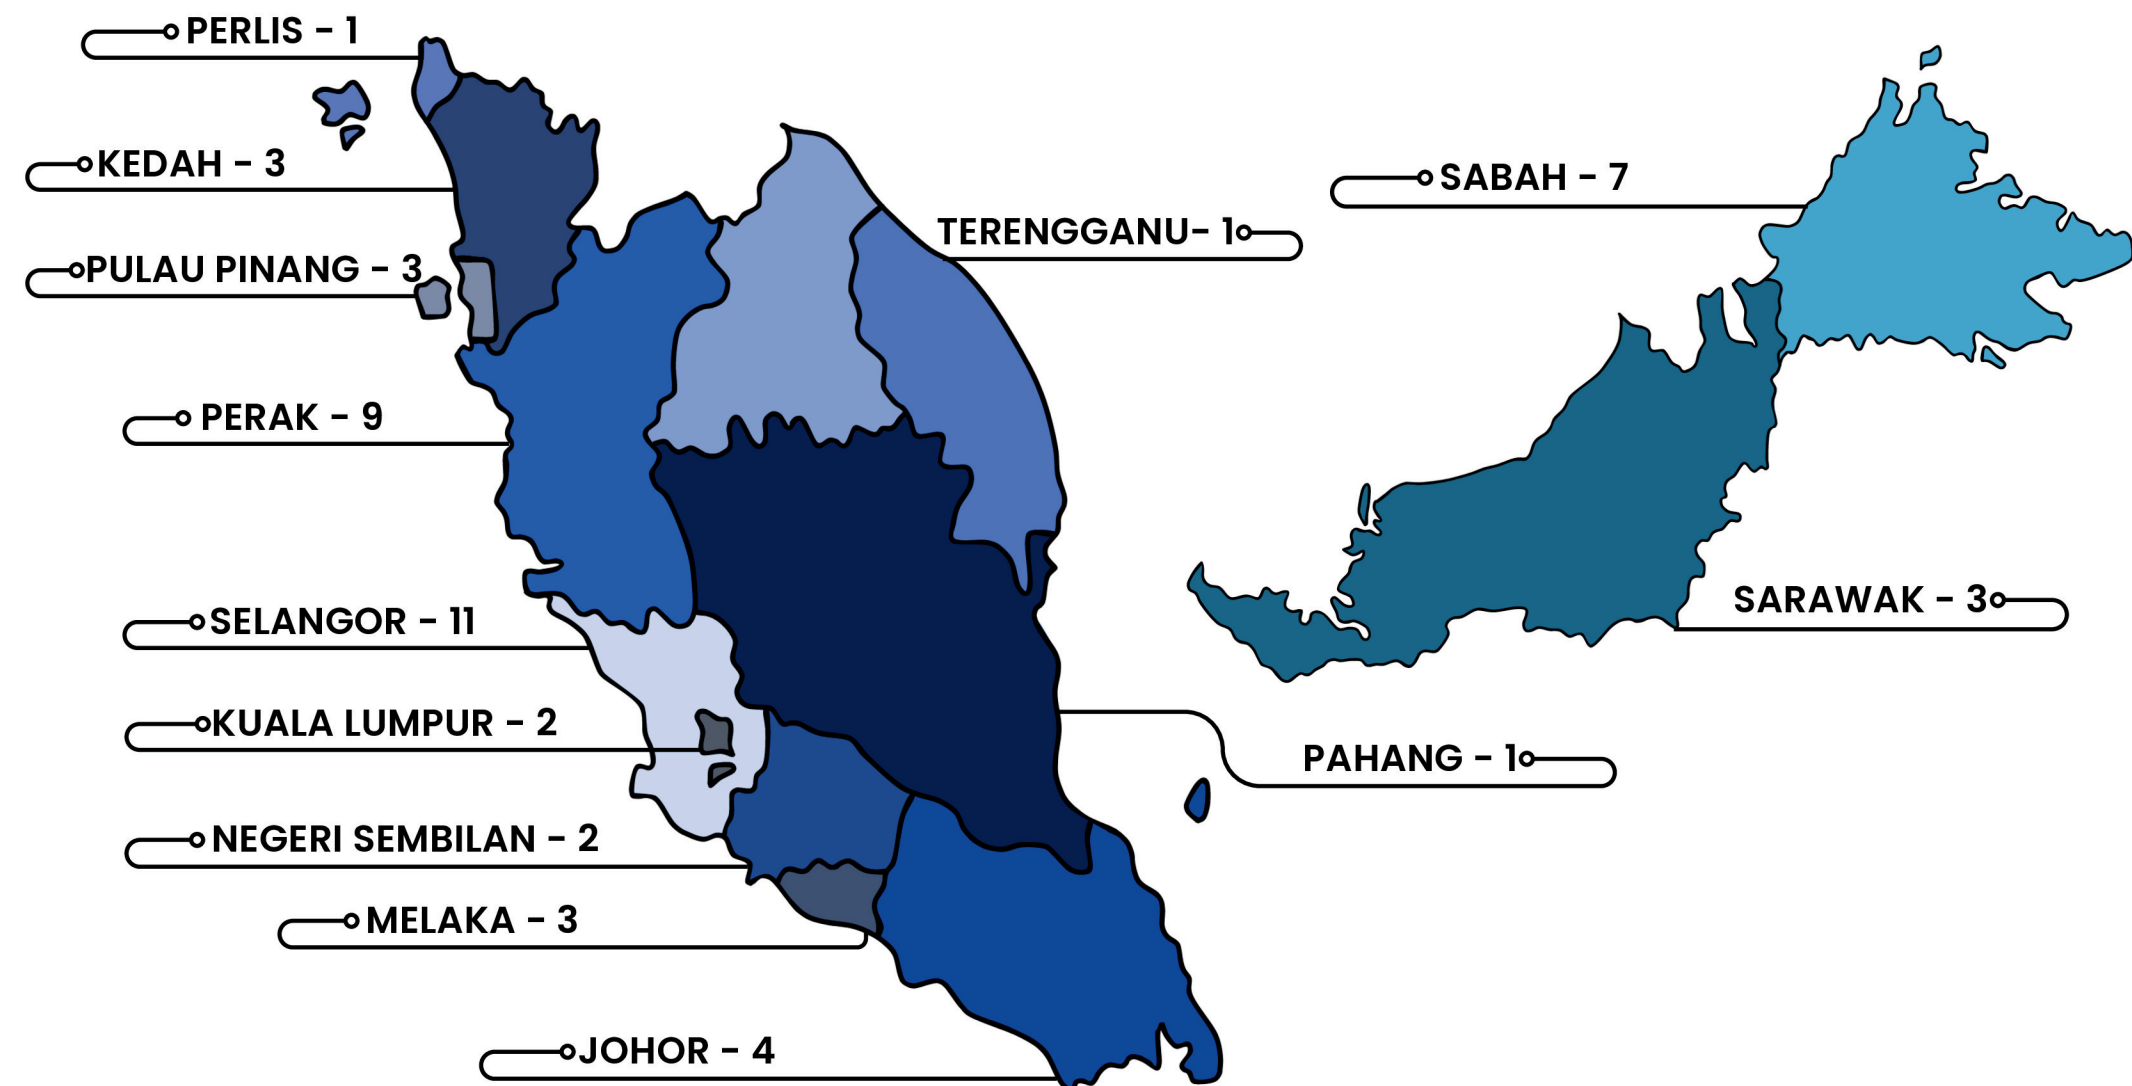 PERLIS - 1
KEDAH - 3
PULAU PINANG - 3
PERAK - 9
SELANGOR - 11
KUALA LUMPUR - 2
NEGERI SEMBILAN - 2
MELAKA - 3
JOHOR - 4
TERENGGANU- 1
PAHANG - 1
SABAH - 7
SARAWAK - 3